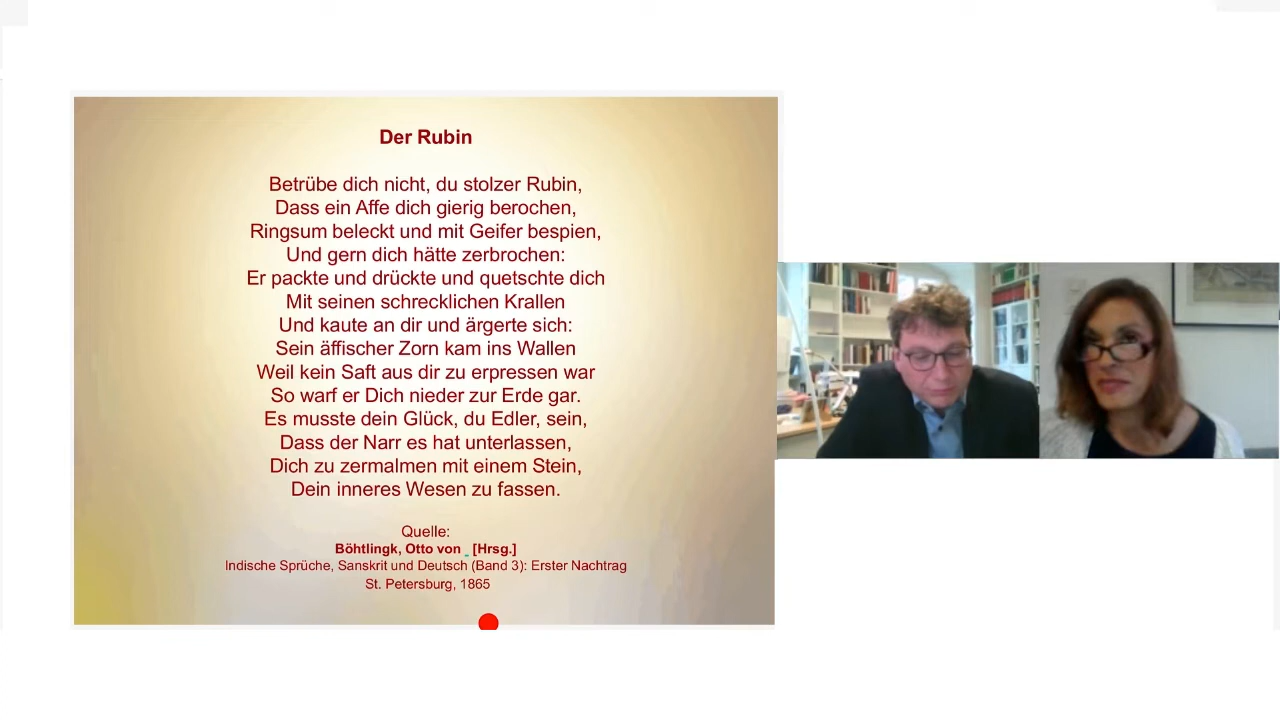 Der Rubin
Betrübe dich nicht, du stolzer Rubin,
Dass ein Affe dich gierig berochen,
Ringsum beleckt und mit Geifer bespien,
Und gern dich hätte zerbrochen:
Er packte und drückte und quetschte dich
Mit seinen schrecklichen Krallen
Und kaute an dir und ärgerte sich:
Sein äffischer Zorn kam ins Wallen
Weil kein Saft aus dir zu erpressen war
So warf er Dich nieder zur Erde gar.
Es musste dein Glück, du Edler, sein,
Dass der Narr es hat unterlassen,
Dich zu zermalmen mit einem Stein,
Dein inneres Wesen zu fassen.
Quelle:
Böhtlingk, Otto von _ [Hrsg.]
Indische Sprüche, Sanskrit und Deutsch (Band 3): Erster Nachtrag
St. Petersburg, 1865